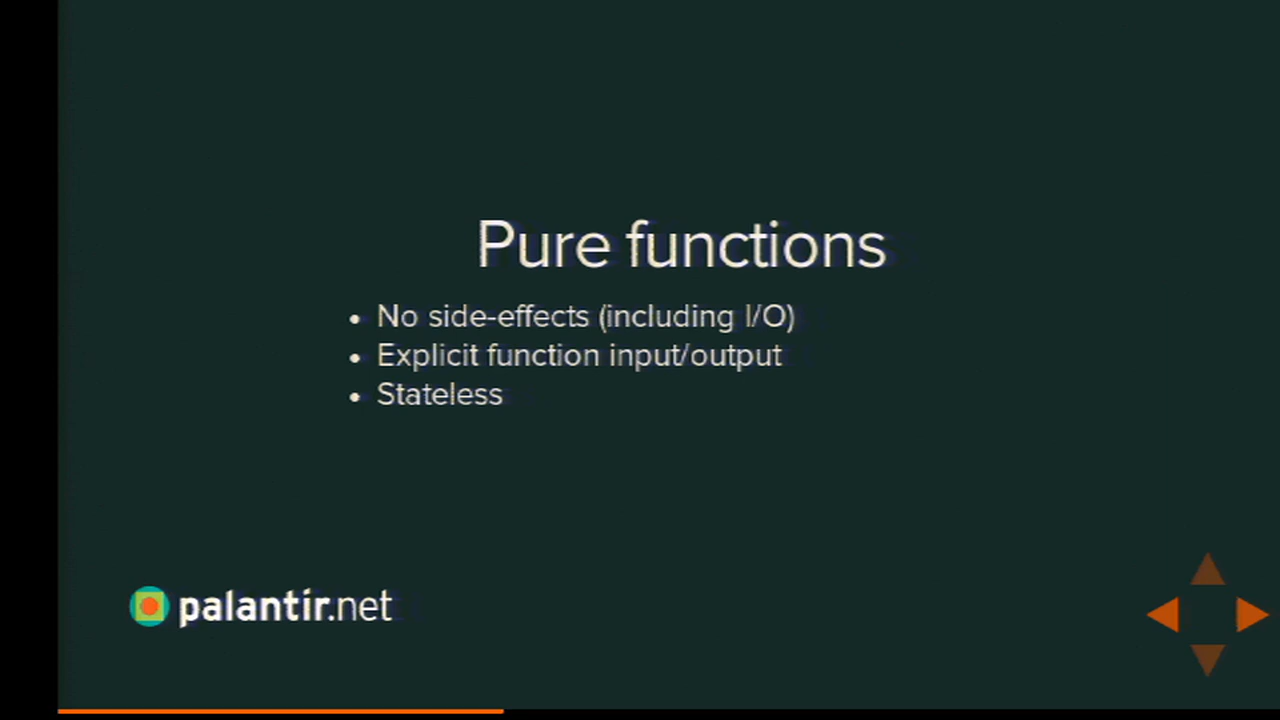 Pure functions
No side-effects (including I/O)
Explicit function input/output
Stateless
palantir.net